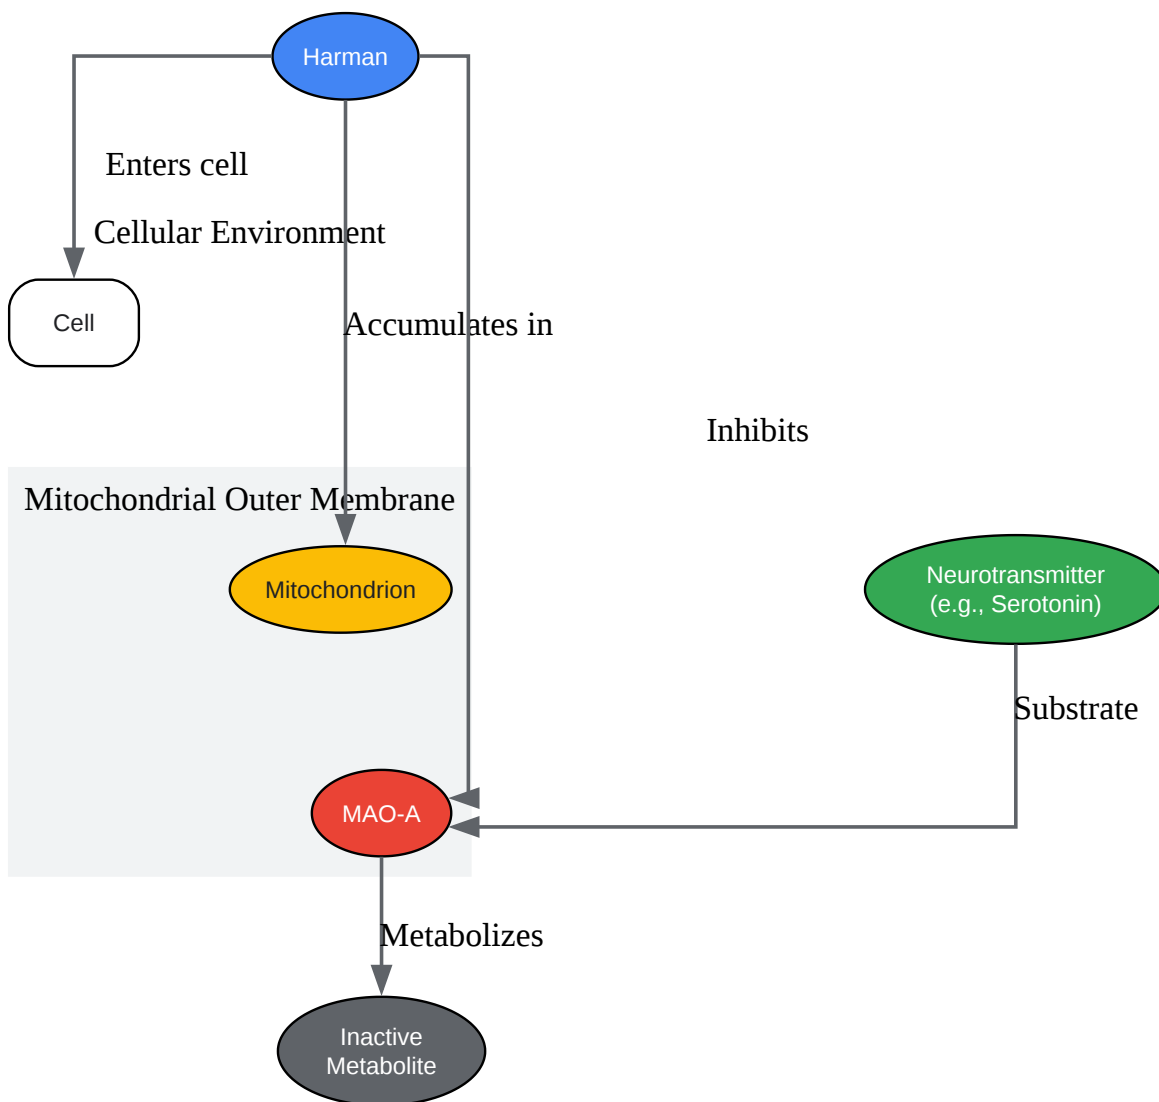 Harman
Enters cell
Cellular Environment
Cell
Accumulates in
Inhibits
Mitochondrial Outer Membrane
Mitochondrion
Neurotransmitter
(e.g., Serotonin)
Substrate
MAO-A
Metabolizes
Inactive
Metabolite